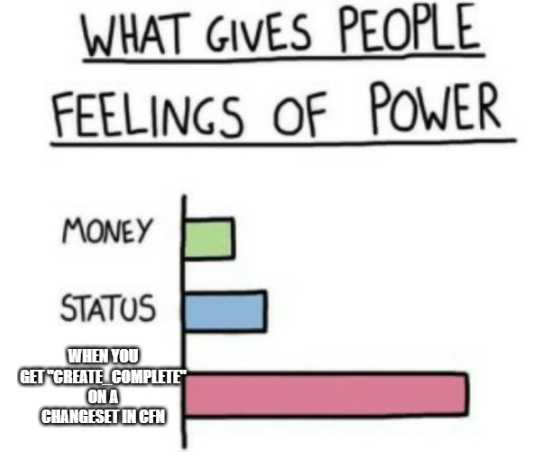 WHAT GIVES PEOPLE
FEELINGS OF POWER
MONEY
STATUS
WHEN YOU
GET "CREATE_COMPLETE"
ON A
CHANGESET IN CFN